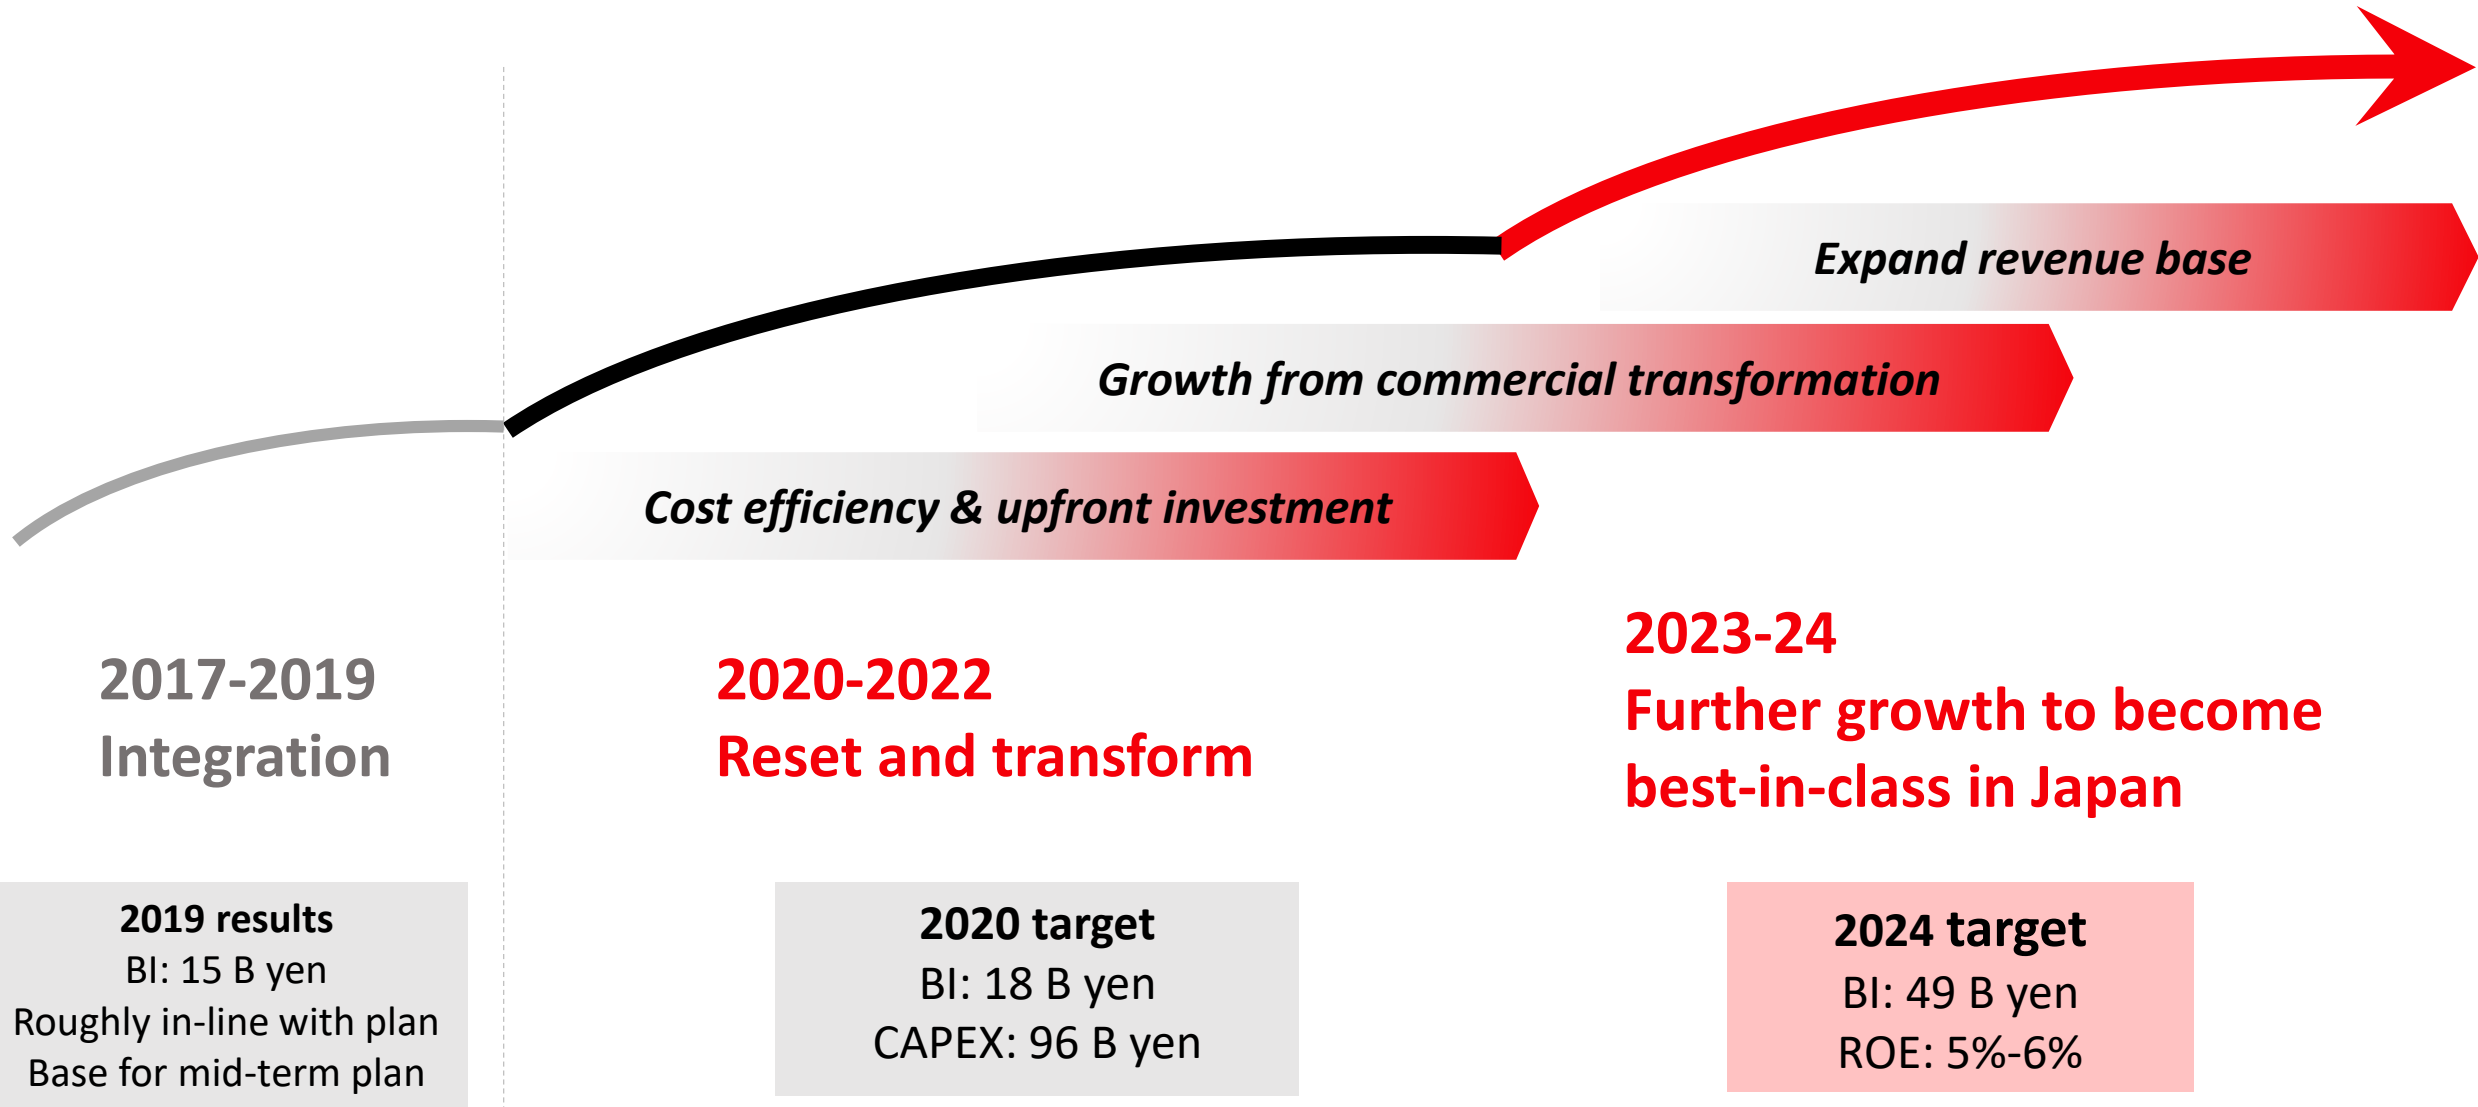 Expand revenue base
Growth from commercial transformation
Cost efficiency & upfront investment
2017-2019
Integration
2020-2022
Reset and transform
2023-24
Further growth to become
best-in-class in Japan
2019 results
BI: 15 B yen
Roughly in-line with plan
Base for mid-term plan
2020 target
BI: 18 B yen
CAPEX: 96 B yen
2024 target
BI: 49 B yen
ROE: 5%-6%